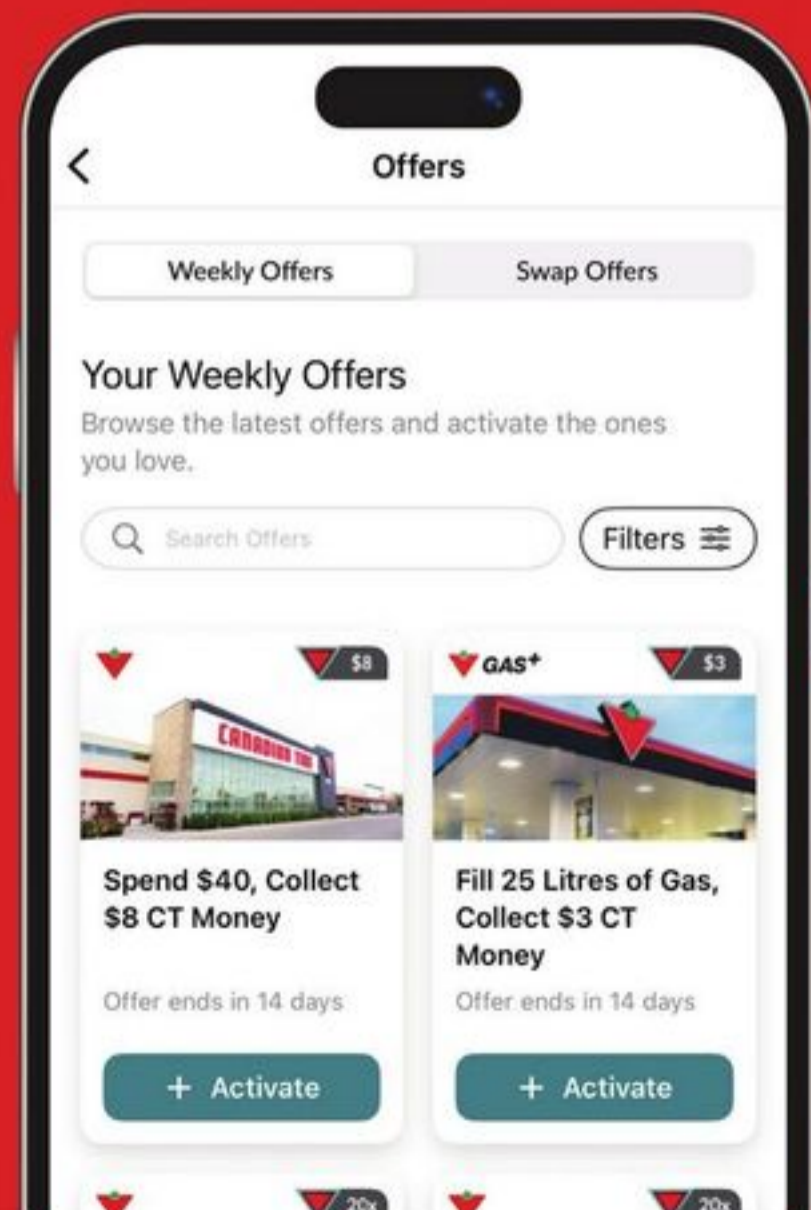 Offers
Weekly Offers
Swap Offers
Your Weekly Offers
Browse the latest offers and activate the ones
you love.
Search Offers
Filters
$8
GAS+
$3
CANADIAN TIRE
Spend $40, Collect
$8 CT Money
Fill 25 Litres of Gas,
Collect $3 CT
Money
Offer ends in 14 days
Offer ends in 14 days
+ Activate
+ Activate
20x
20x